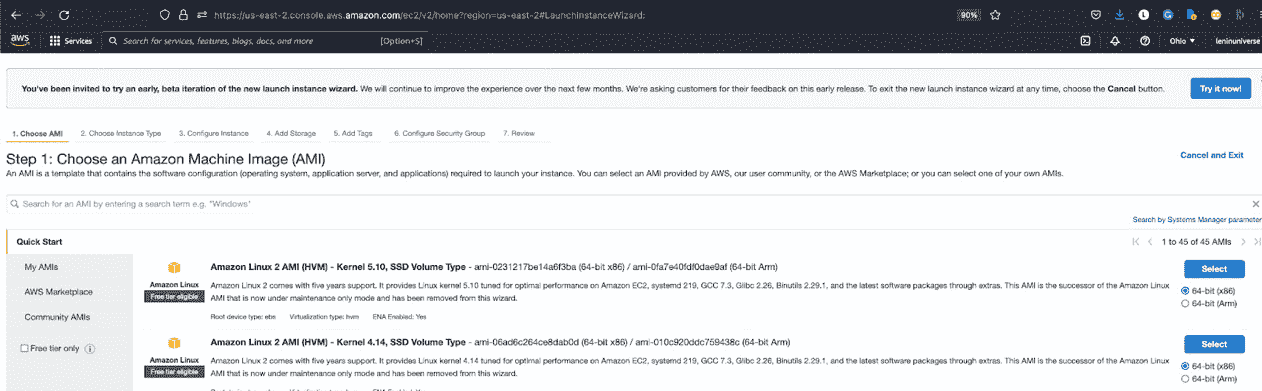 https://us-east-2.console.aws.amazon.com/ec2/v2/home?region=us-east-2#LaunchInstanceWizard:
90%
aws
Services
Search for services, features, blogs, docs, and more
[Option+S]
Ohio
leninuniverse
You've been invited to try an early, beta iteration of the new launch instance wizard. We will continue to improve the experience over the next few months. We're asking customers for their feedback on this early release. To exit the new launch instance wizard at any time, choose the Cancel button.
Try it now!
1. Choose AMI 2. Choose Instance Type 3. Configure Instance 4. Add Storage 5. Add Tags 6. Configure Security Group 7. Review
Step 1: Choose an Amazon Machine Image (AMI)
Cancel and Exit
An AMI is a template that contains the software configuration (operating system, application server, and applications) required to launch your instance. You can select an AMI provided by AWS, our user community, or the AWS Marketplace; or you can select one of your own AMIs.
Search for an AMI by entering a search term e.g. "Windows"
Search by Systems Manager parameter
Quick Start
1 to 45 of 45 AMIs
My AMIs
AWS Marketplace
Community AMIs
Free tier only
Amazon Linux
Free tier eligible
Amazon Linux 2 AMI (HVM) - Kernel 5.10, SSD Volume Type - ami-0231217be14a6f3ba (64-bit x86) / ami-0fa7e40fdf0dae9af (64-bit Arm)
Amazon Linux 2 comes with five years support. It provides Linux kernel 5.10 tuned for optimal performance on Amazon EC2, systemd 219, GCC 7.3, Glibc 2.26, Binutils 2.29.1, and the latest software packages through extras. This AMI is the successor of the Amazon Linux
AMI that is now under maintenance only mode and has been removed from this wizard.
Root device type: ebs Virtualization type: hvm ENA Enabled: Yes
Select
64-bit (x86)
64-bit (Arm)
Amazon Linux
Free tier eligible
Amazon Linux 2 AMI (HVM) - Kernel 4.14, SSD Volume Type - ami-06ad6c264ce8dab0d (64-bit x86) / ami-010c920ddc759438c (64-bit Arm)
Amazon Linux 2 comes with five years support. It provides Linux kernel 4.14 tuned for optimal performance on Amazon EC2, systemd 219, GCC 7.3, Glibc 2.26, Binutils 2.29.1, and the latest software packages through extras. This AMI is the successor of the Amazon Linux
AMI that is now under maintenance only mode and has been removed from this wizard.
Select
64-bit (x86)
64-bit (Arm)